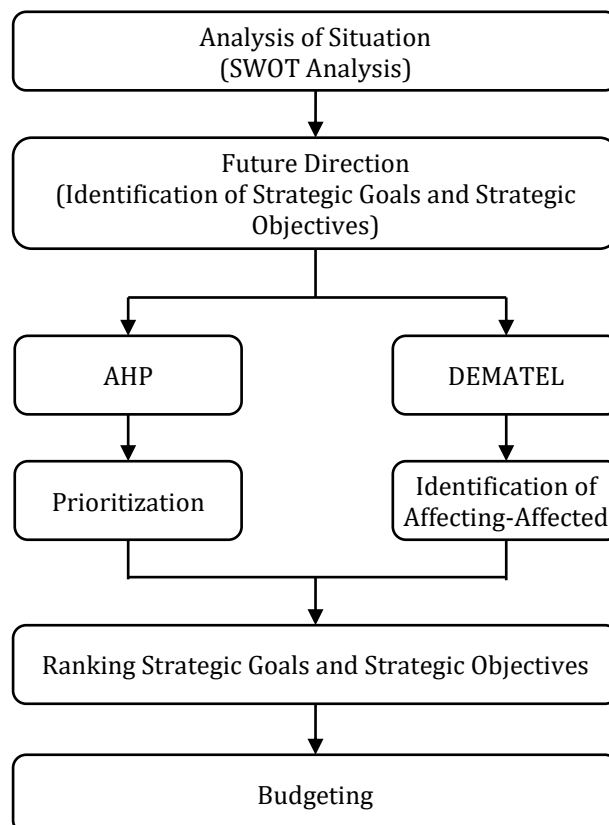 Analysis of Situation
(SWOT Analysis)
Future Direction
(Identification of Strategic Goals and Strategic
Objectives)
AHP
DEMATEL
Prioritization
Identification of
Affecting-Affected
Ranking Strategic Goals and Strategic Objectives
Budgeting